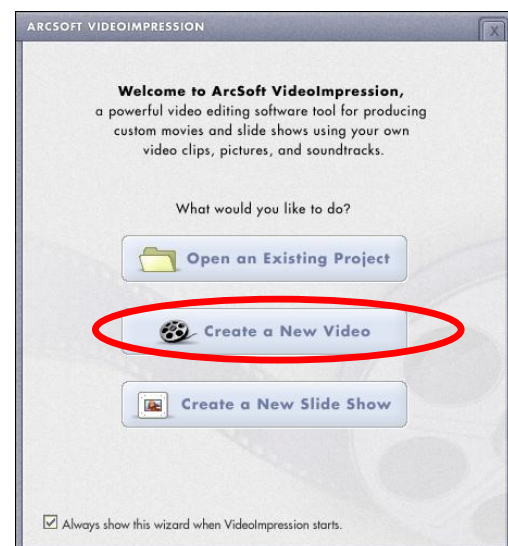 ARCSOFT VIDEOIMPRESSION
X
Welcome to ArcSoft VideoImpression,
a powerful video editing software tool for producing
custom movies and slide shows using your own
video clips, pictures, and soundtracks.
What would you like to do?
Open an Existing Project
Create a New Video
Create a New Slide Show
Always show this wizard when VideoImpression starts.